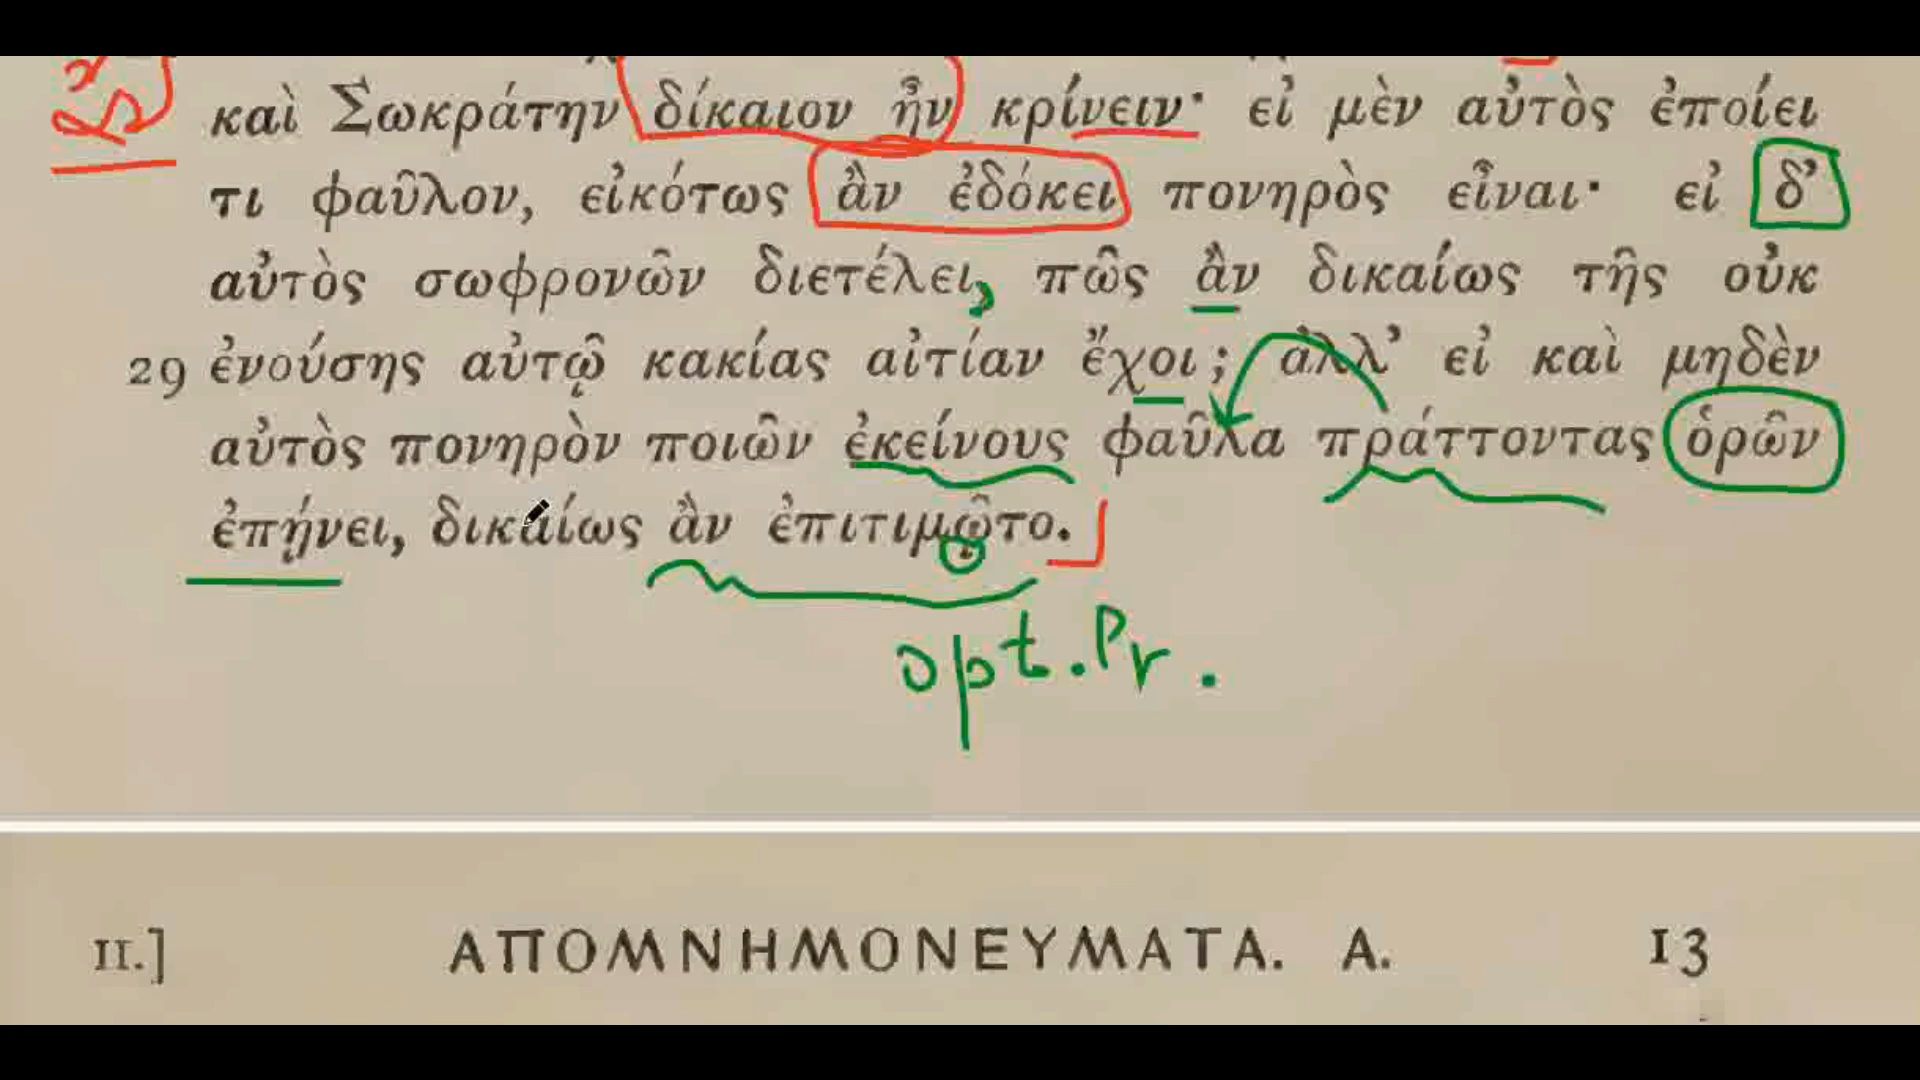 καὶ Σωκράτην δίκαιον ἦν κρίνειν· εἰ μὲν αὐτὸς ἐποίει
τι φαῦλον, εἰκότως ἂν ἐδόκει πονηρὸς εἶναι· εἰ δ’
αὐτὸς σωφρονῶν διετέλει, πῶς ἂν δικαίως τῆς οὐκ
29 ἐνούσης αὐτῷ κακίας αἰτίαν ἔχοι; ἀλλ’ εἰ καὶ μηδὲν
αὐτὸς πονηρὸν ποιῶν ἐκείνους φαῦλα πράττοντας ὁρῶν
ἐπῄνει, δικαίως ἂν ἐπιτιμῷτο.
opt. Pr.
II.] ΑΠΟΜΝΗΜΟΝΕΥΜΑΤΑ. Α. 13